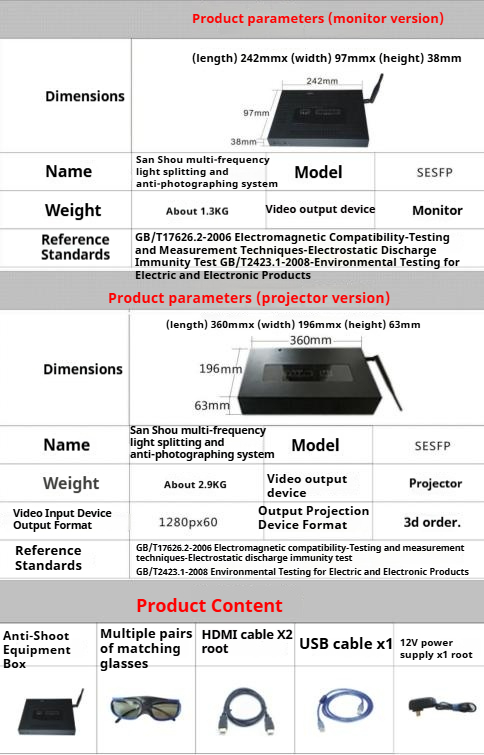 Product parameters (monitor version)
(length) 242mmx (width) 97mmx (height) 38mm
242mm
97mm
38mm
Dimensions
Name
San Shou multi-frequency
light splitting and
anti-photographing system
Model
SESFP
Weight
About 1.3KG
Video output device
Monitor
Reference
Standards
GB/T17626.2-2006 Electromagnetic Compatibility-Testing
and Measurement Techniques-Electrostatic Discharge
Immunity Test GB/T2423.1-2008-Environmental Testing for
Electric and Electronic Products
Product parameters (projector version)
(length) 360mmx (width) 196mmx (height) 63mm
360mm
196mm
63mm
Dimensions
Name
San Shou multi-frequency
light splitting and
anti-photographing system
Model
SESFP
Weight
About 2.9KG
Video output
device
Projector
Video Input Device
Output Format
1280px60
Output Projection
Device Format
3d order.
Reference
Standards
GB/T17626.2-2006 Electromagnetic compatibility-Testing and measurement
techniques-Electrostatic discharge immunity test
GB/T2423.1-2008 Environmental Testing for Electric and Electronic Products
Product Content
Anti-Shoot
Equipment
Box
Multiple pairs
of matching
glasses
HDMI cable X2
root
USB cable x1
12V power
supply x1 root